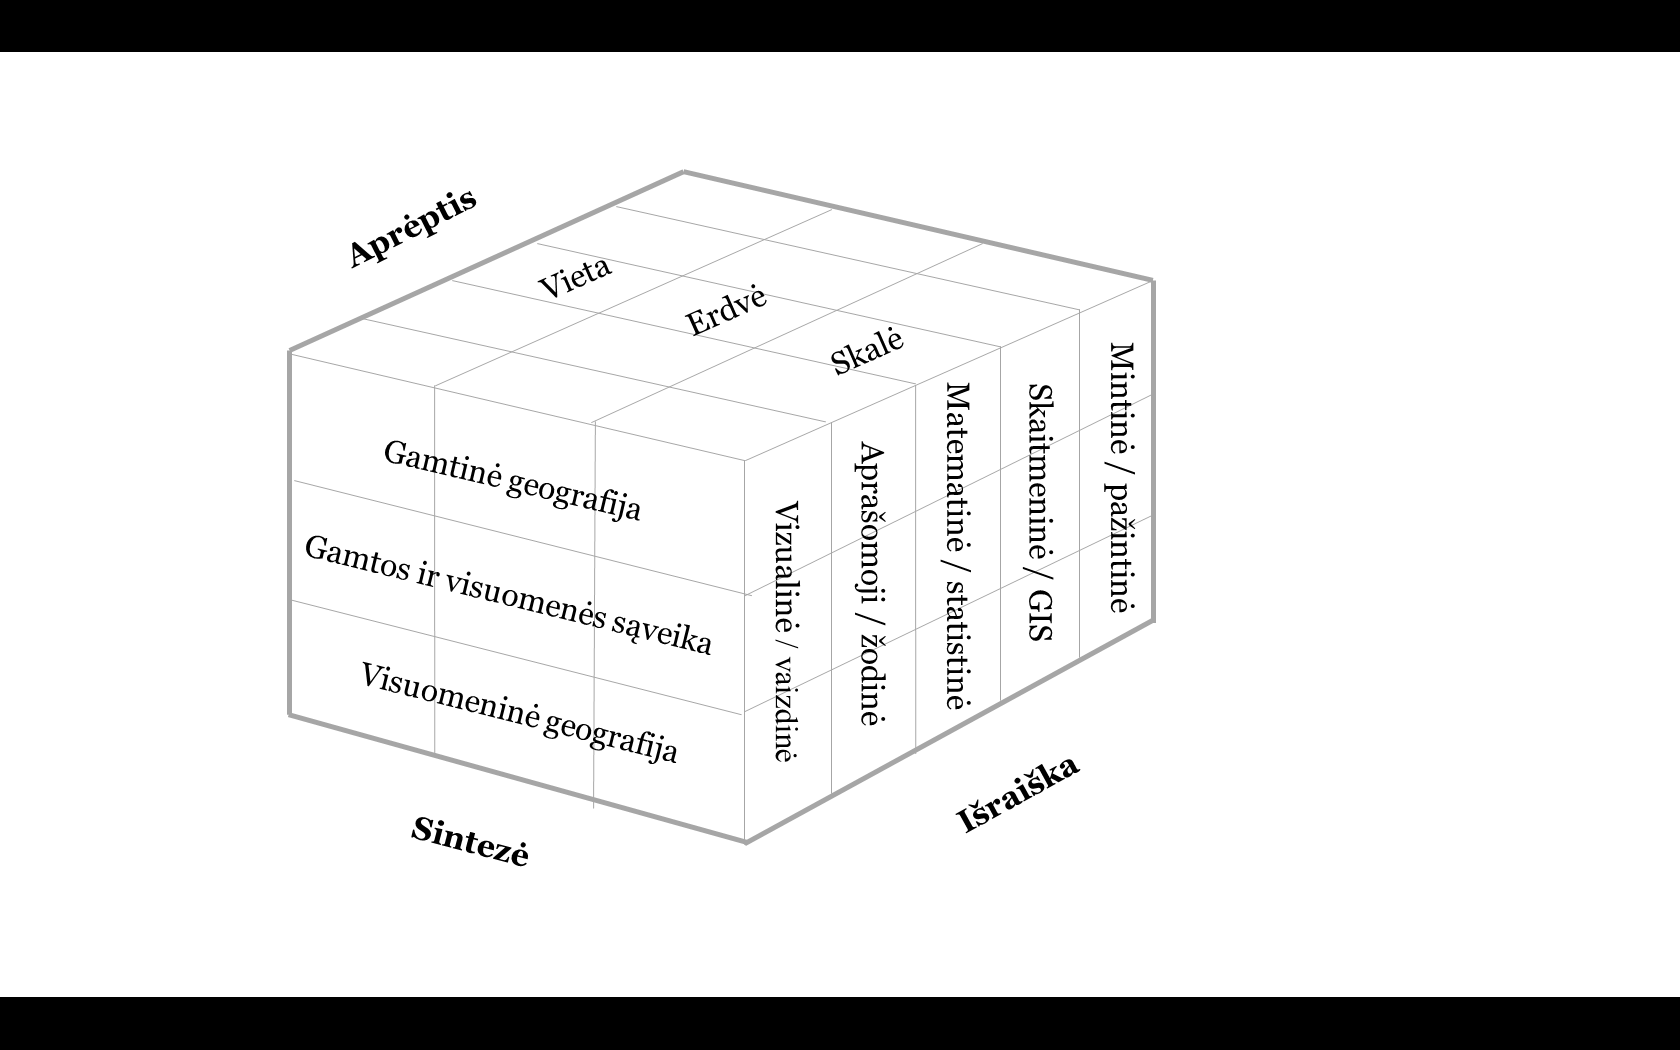 Aprėptis
Vieta
Erdvė
Skalė
Gamtinė geografija
Gamtos ir visuomenės sąveika
Visuomeninė geografija
Sintezė
Vizualinė / vaizdinė
Aprašomoji / žodinė
Matematinė / statistinė
Skaitmeninė / GIS
Mintinė / pažintinė
Išraiška